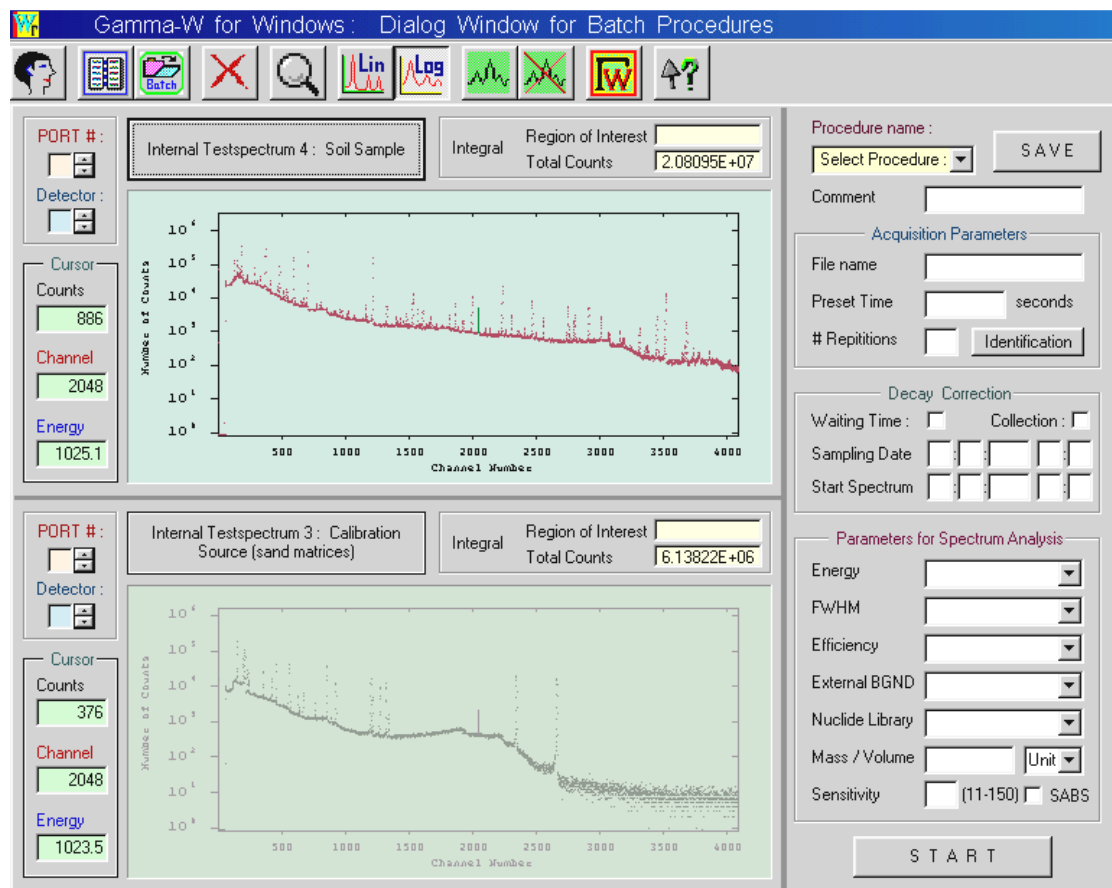 Gamma-W for Windows : Dialog Window for Batch Procedures
Batch Lin Log
PORT # :
Detector :
Internal Testspectrum 4 : Soil Sample
Integral
Region of Interest
Total Counts 2.08095E+07
Cursor
Counts
886
Channel
2048
Energy
1025.1
Number of Counts
10⁶
10⁵
10⁴
10³
10²
10¹
10⁰
500 1000 1500 2000 2500 3000 3500 4000
Channel Number
PORT # :
Detector :
Internal Testspectrum 3 : Calibration
Source (sand matrices)
Integral
Region of Interest
Total Counts 6.13822E+06
Cursor
Counts
376
Channel
2048
Energy
1023.5
Number of Counts
10⁶
10⁵
10⁴
10³
10²
10¹
10⁰
500 1000 1500 2000 2500 3000 3500 4000
Channel Number
Procedure name :
Select Procedure :
SAVE
Comment
Acquisition Parameters
File name
Preset Time seconds
# Repititions Identification
Decay Correction
Waiting Time : Collection :
Sampling Date : : :
Start Spectrum : : :
Parameters for Spectrum Analysis
Energy
FWHM
Efficiency
External BGND
Nuclide Library
Mass / Volume Unit
Sensitivity (11-150) SABS
START